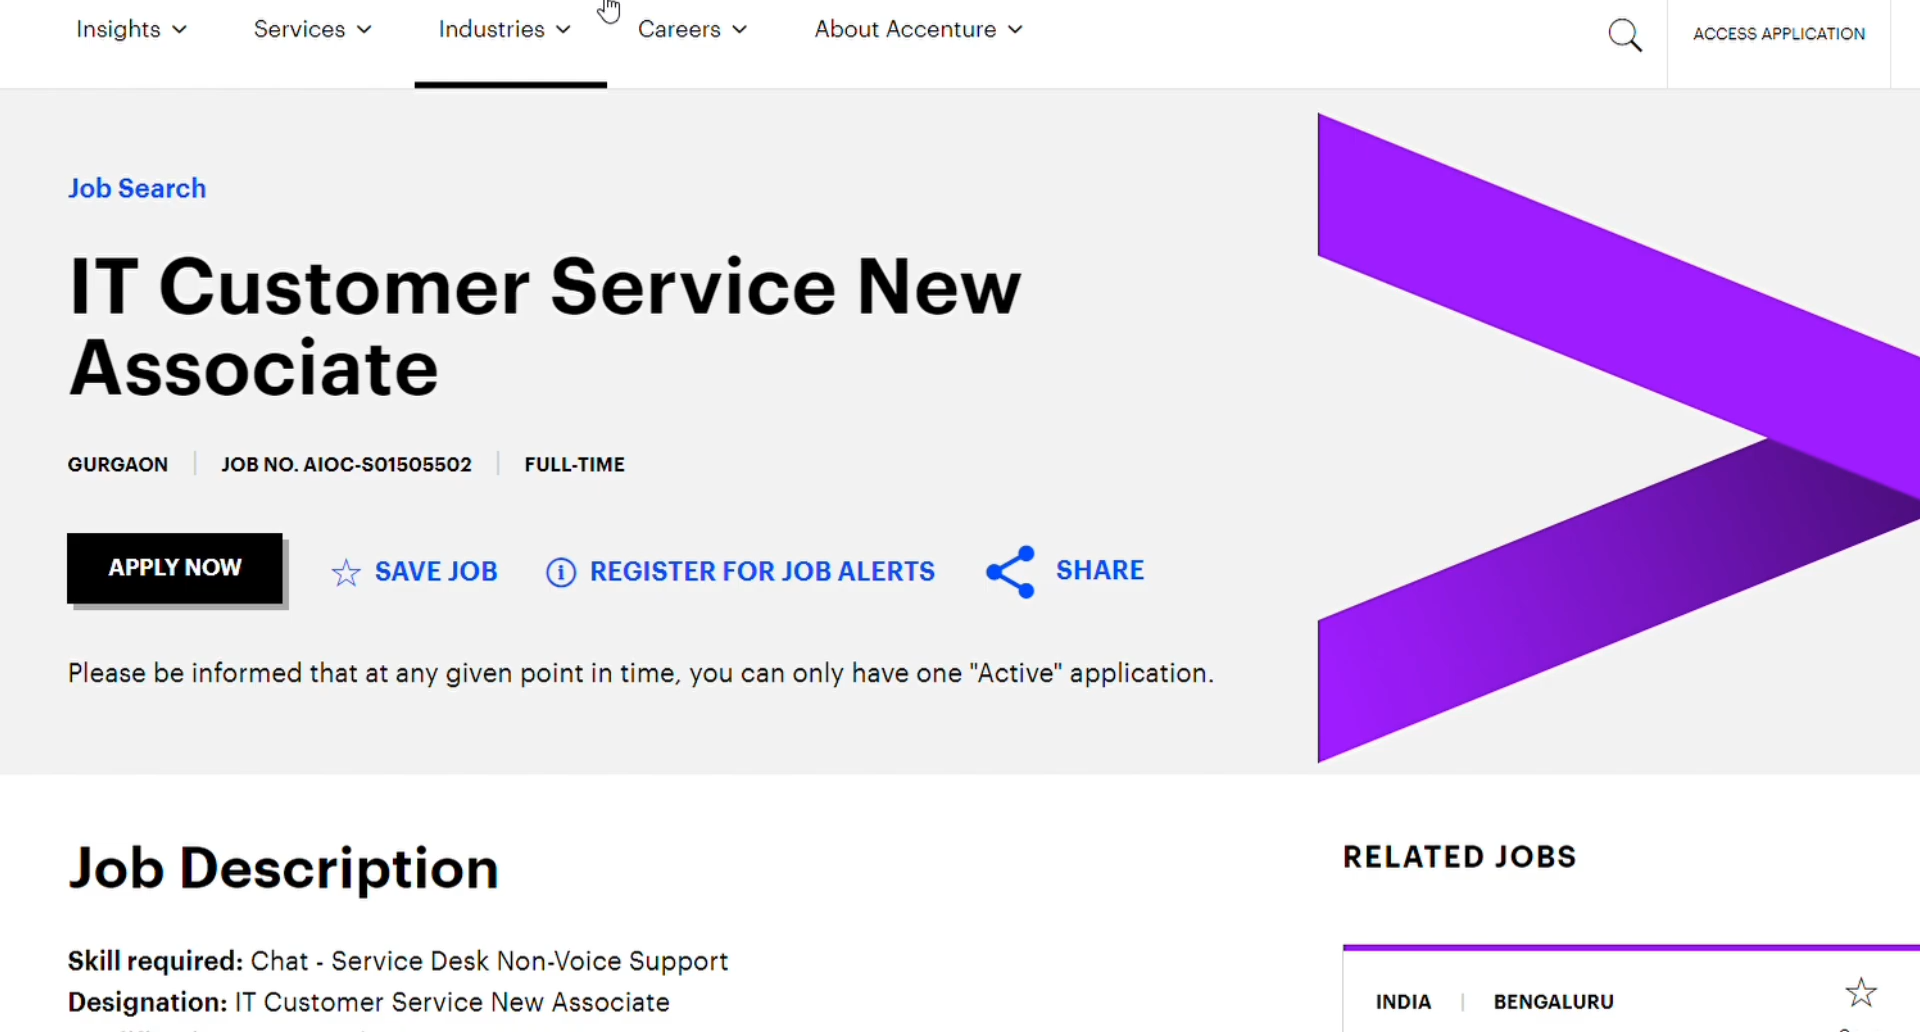 Insights
Services
Industries
Careers
About Accenture
ACCESS APPLICATION
Job Search
IT Customer Service New
Associate
GURGAON
JOB NO. AIOC-S01505502
FULL-TIME
APPLY NOW
SAVE JOB
REGISTER FOR JOB ALERTS
SHARE
Please be informed that at any given point in time, you can only have one "Active" application.
Job Description
Skill required: Chat - Service Desk Non-Voice Support
Designation: IT Customer Service New Associate
RELATED JOBS
INDIA | BENGALURU